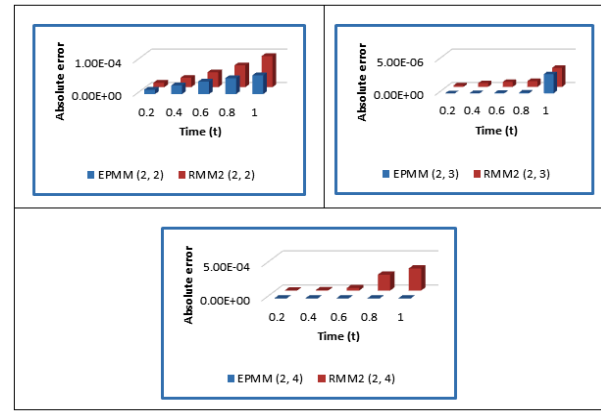 Absolute error
1.00E-04
0.00E+00
0.2 0.4 0.6 0.8 1
Time (t)
EPMM (2, 2) RMM2 (2, 2)
Absolute error
5.00E-06
0.00E+00
0.2 0.4 0.6 0.8 1
Time (t)
EPMM (2, 3) RMM2 (2, 3)
Absolute error
5.00E-04
0.00E+00
0.2 0.4 0.6 0.8 1
Time (t)
EPMM (2, 4) RMM2 (2, 4)